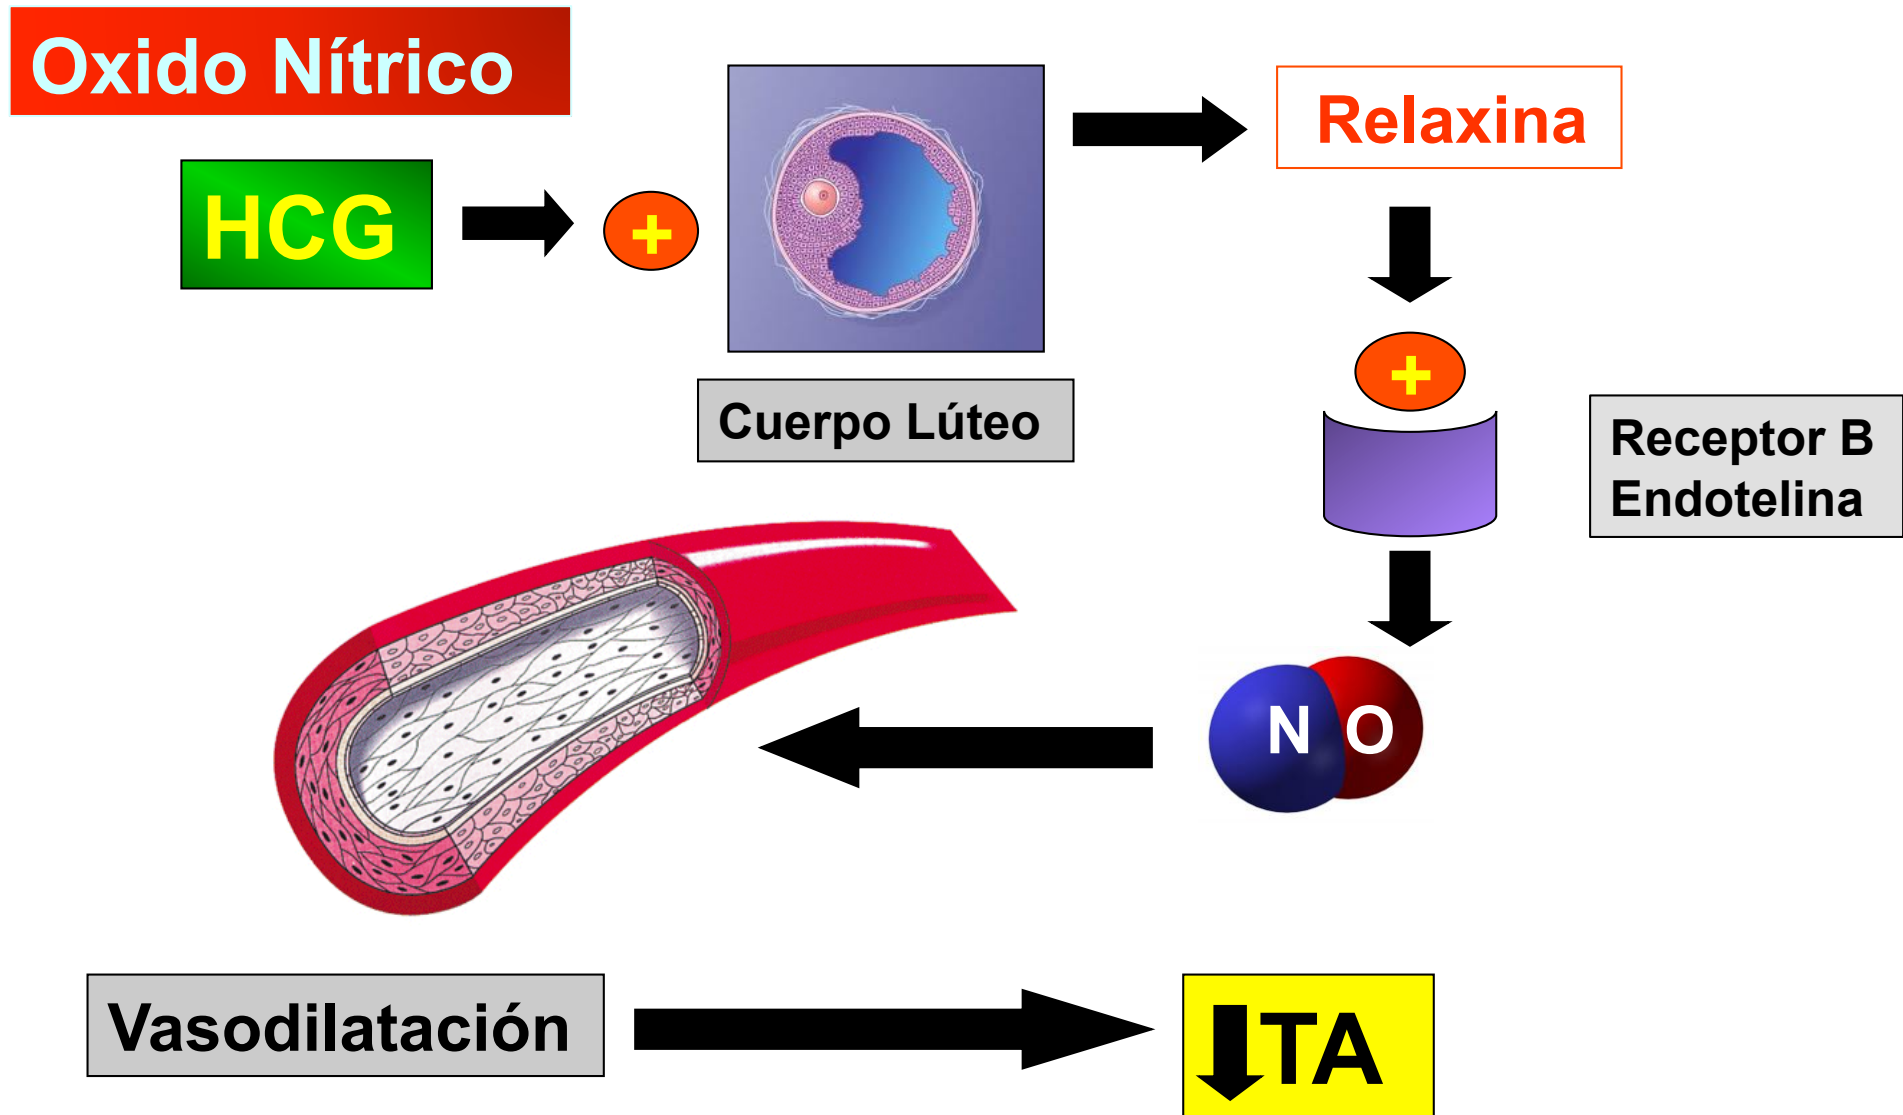 Oxido Nítrico
HCG
+
Cuerpo Lúteo
Relaxina
+
Receptor B
Endotelina
N O
Vasodilatación
TA